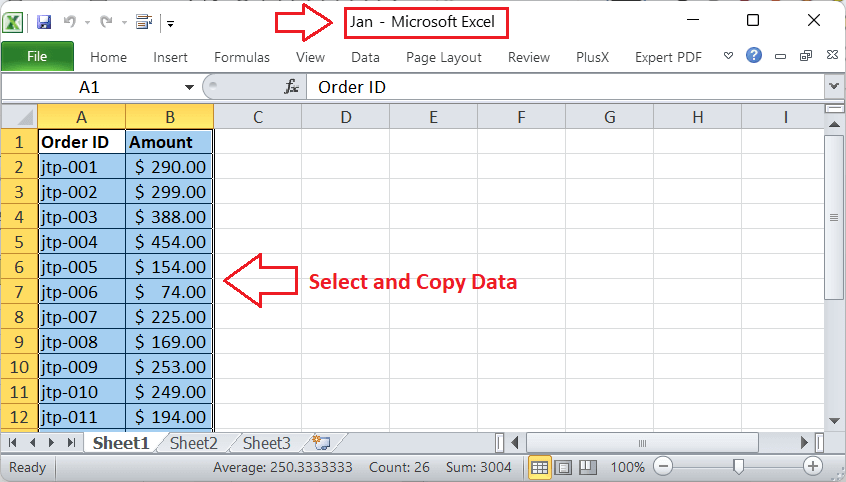 Jan - Microsoft Excel
File Home Insert Formulas View Data Page Layout Review PlusX Expert PDF
A1 fx Order ID
A B C D E F G H I
1 Order ID Amount
2 jtp-001 $ 290.00
3 jtp-002 $ 299.00
4 jtp-003 $ 388.00
5 jtp-004 $ 454.00
6 jtp-005 $ 154.00
Select and Copy Data
7 jtp-006 $ 74.00
8 jtp-007 $ 225.00
9 jtp-008 $ 169.00
10 jtp-009 $ 253.00
11 jtp-010 $ 249.00
12 jtp-011 $ 194.00
Sheet1 Sheet2 Sheet3
Ready Average: 250.3333333 Count: 26 Sum: 3004 100%